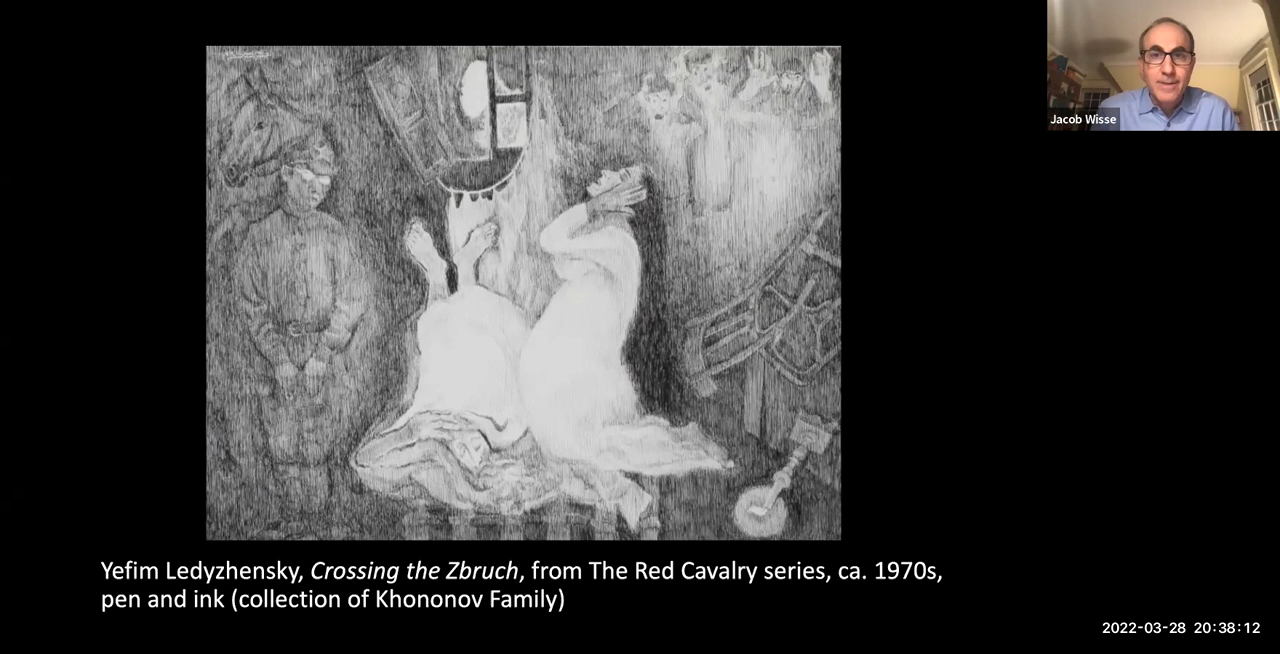 Jacob Wisse
Yefim Ledyzhensky, Crossing the Zbruch, from The Red Cavalry series, ca. 1970s,
pen and ink (collection of Khononov Family)
2022-03-28 20:38:12